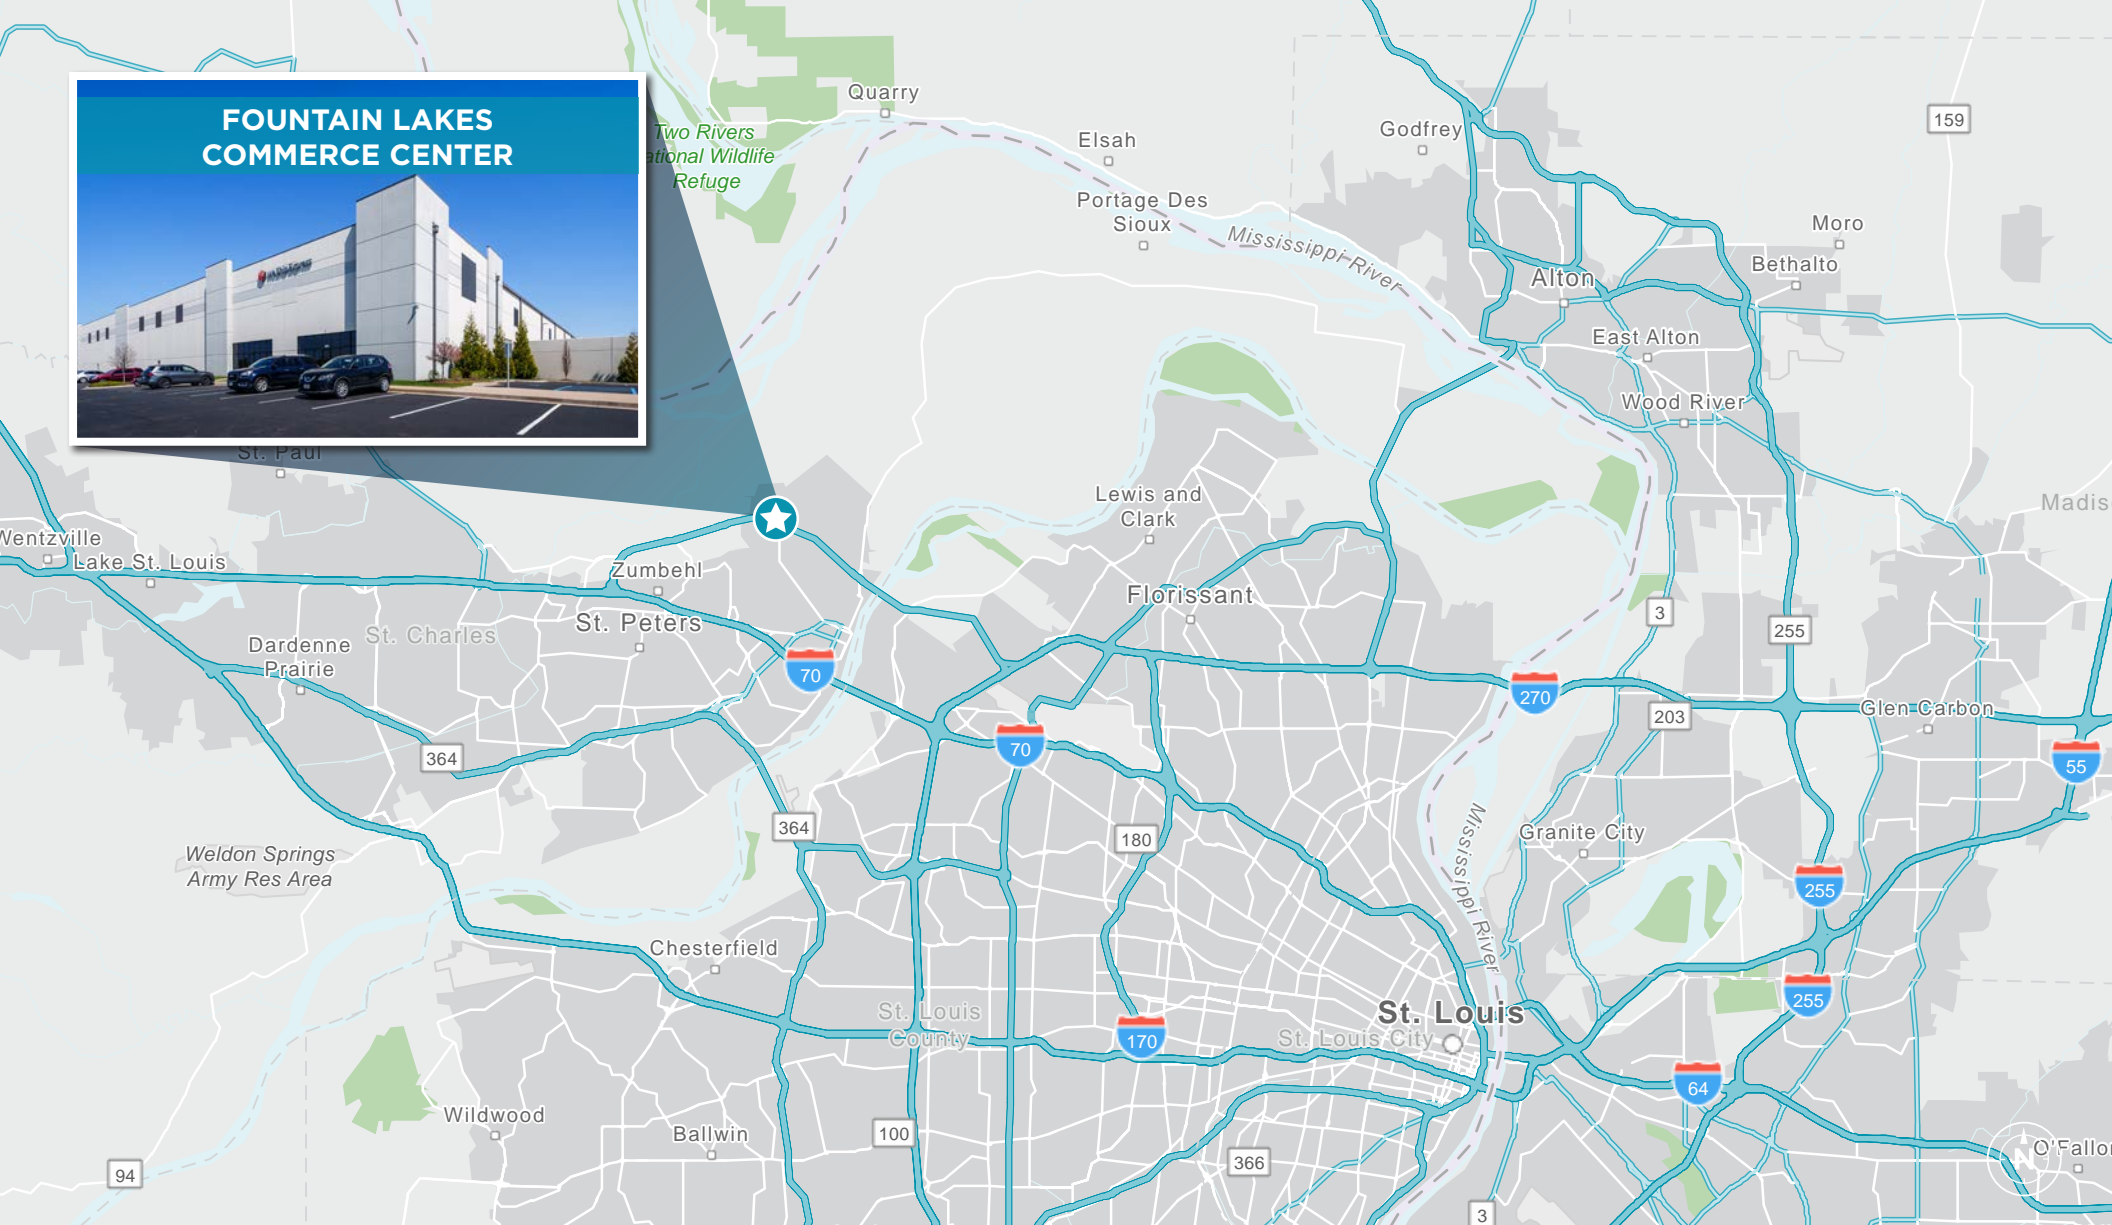 FOUNTAIN LAKES
COMMERCE CENTER
Quarry
Two Rivers
ational Wildlife
Refuge
Elsah
Portage Des
Sioux
Godfrey
159
Mississippi River
Moro
Bethalto
Alton
East Alton
Wood River
St. Paul
Lewis and
Clark
Madis
Wentzville
Lake St. Louis
Zumbehl
Florissant
St. Peters
St. Charles
Dardenne
Prairie
3
255
70
270
203
Glen Carbon
70
364
55
364
180
Mississippi River
Granite City
Weldon Springs
Army Res Area
255
Chesterfield
255
St. Louis
County
St. Louis
St. Louis City
170
64
Wildwood
Ballwin
100
366
94
3
N
O'Fallo